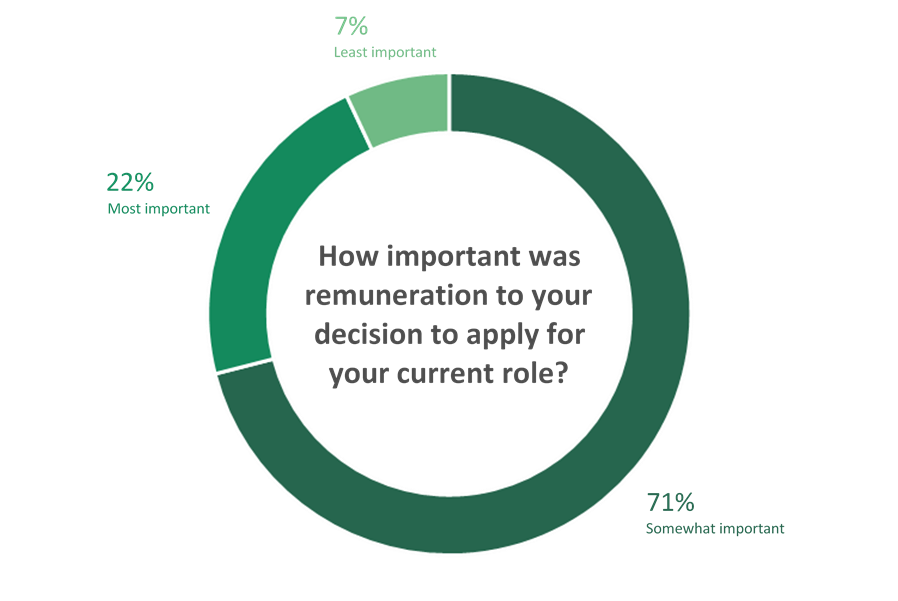 7%
Least important
22%
Most important
How important was
remuneration to your
decision to apply for
your current role?
71%
Somewhat important